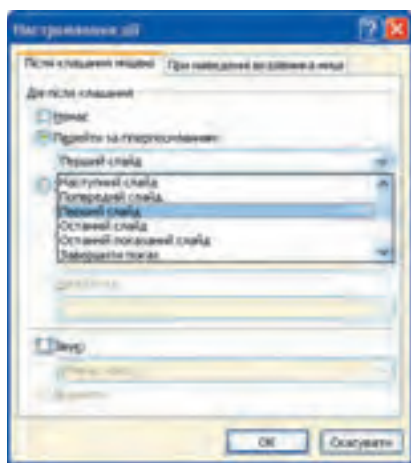 Настроювання дії
Після клацання мишею При наведенні вказівника миші
Дія після клацання
Немає
Перейти за гіперпосиланням:
Перший слайд
Наступний слайд
Попередній слайд
Перший слайд
Останній слайд
Останній показаний слайд
Завершити показ
Звук:
OK Скасувати